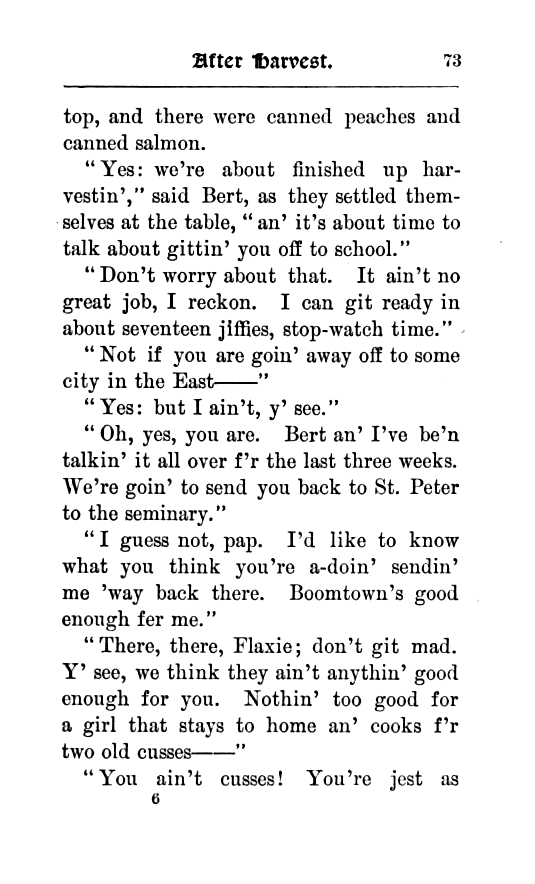 After Harvest. 73
top, and there were canned peaches and
canned salmon.
"Yes: we're about finished up har-
vestin'," said Bert, as they settled them-
selves at the table, "an' it's about time to
talk about gittin' you off to school."
"Don't worry about that. It ain't no
great job, I reckon. I can git ready in
about seventeen jiffies, stop-watch time."
"Not if you are goin' away off to some
city in the East——"
"Yes: but I ain't, y' see."
"Oh, yes, you are. Bert an' I've be'n
talkin' it all over f'r the last three weeks.
We're goin' to send you back to St. Peter
to the seminary."
"I guess not, pap. I'd like to know
what you think you're a-doin' sendin'
me 'way back there. Boomtown's good
enough fer me."
"There, there, Flaxie; don't git mad.
Y' see, we think they ain't anythin' good
enough for you. Nothin' too good for
a girl that stays to home an' cooks f'r
two old cusses——"
"You ain't cusses! You're jest as
6